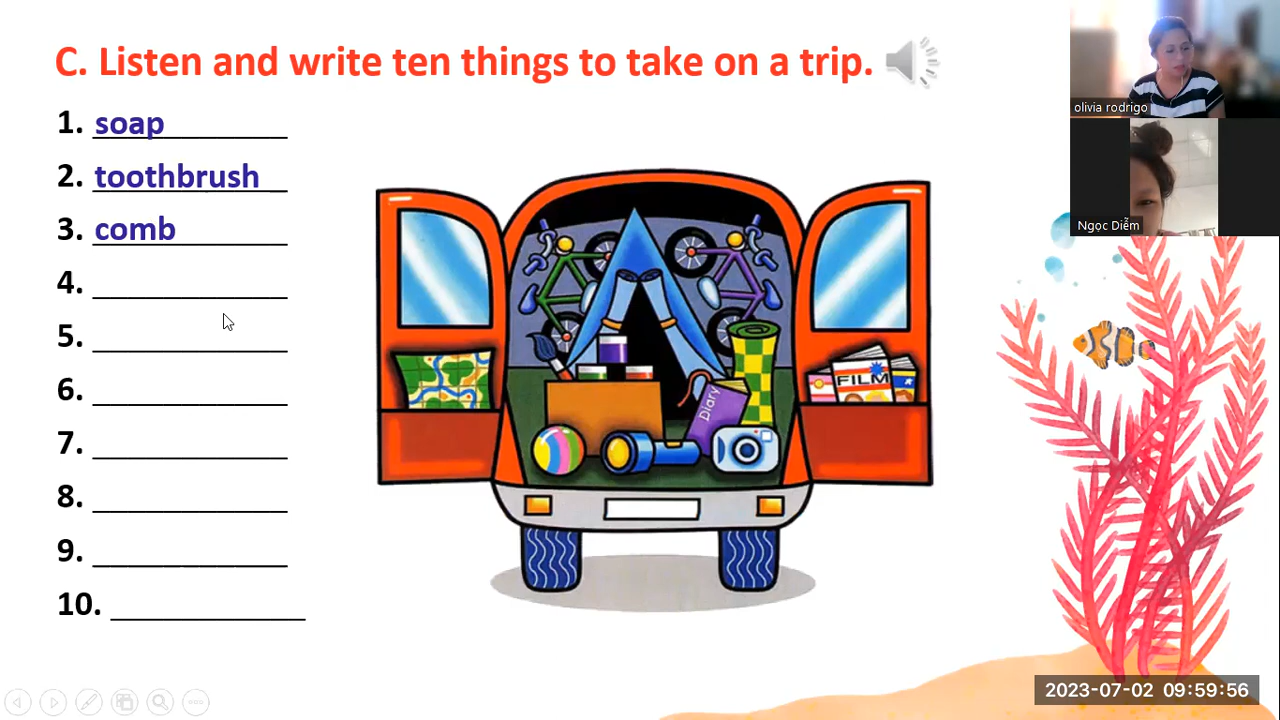 C. Listen and write ten things to take on a trip.
1. soap
2. toothbrush
3. comb
4.
5.
6.
7.
8.
9.
10.
Diary
FILM
olivia rodrigo
Ngọc Diễm
2023-07-02 09:59:56